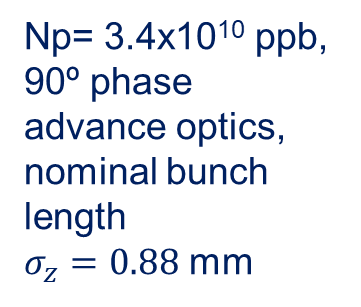 Np= 3.4x10¹⁰ ppb,
90º phase
advance optics,
nominal bunch
length
𝜎𝑧 = 0.88 mm